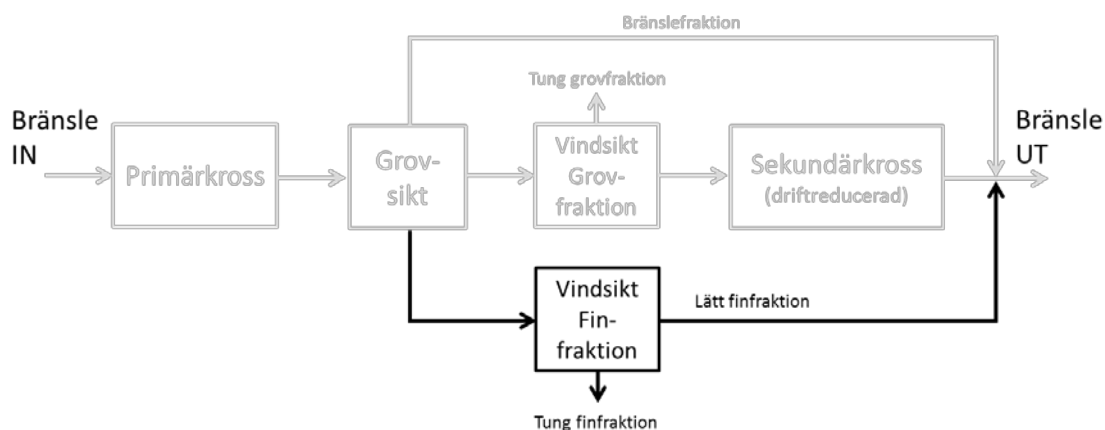 Bränslefraktion
Tung grovfraktion
Bränsle
IN
Primärkross
Grov-
sikt
Vindsikt
Grov-
fraktion
Sekundärkross
(driftreducerad)
Bränsle
UT
Vindsikt
Fin-
fraktion
Lätt finfraktion
Tung finfraktion